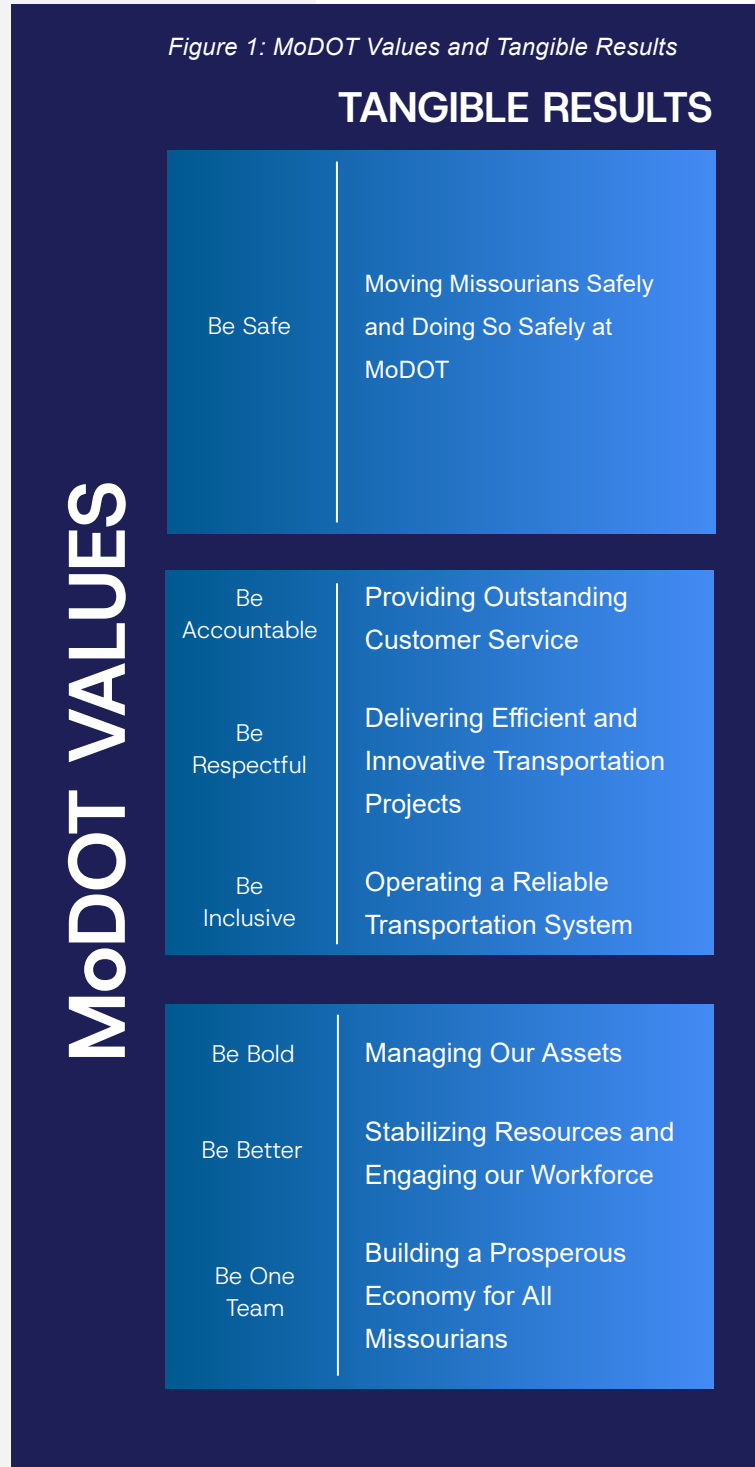 Figure 1: MoDOT Values and Tangible Results
TANGIBLE RESULTS
MoDOT VALUES
Be Safe
Moving Missourians Safely
and Doing So Safely at
MoDOT
Be
Accountable
Providing Outstanding
Customer Service
Be
Respectful
Delivering Efficient and
Innovative Transportation
Projects
Be
Inclusive
Operating a Reliable
Transportation System
Be Bold
Managing Our Assets
Be Better
Stabilizing Resources and
Engaging our Workforce
Be One
Team
Building a Prosperous
Economy for All
Missourians